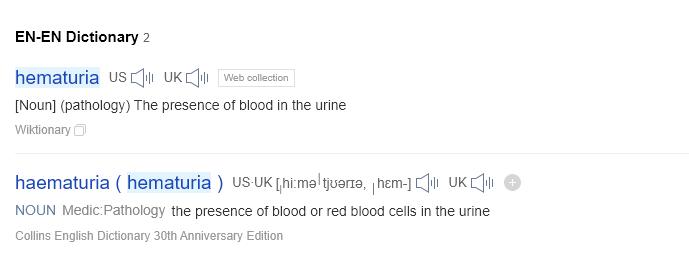 EN-EN Dictionary 2
hematuria US UK Web collection
[Noun] (pathology) The presence of blood in the urine
Wiktionary
haematuria ( hematuria ) US·UK [ˌhiːməˈtjʊərɪə, ˌhɛm-] UK
NOUN Medic:Pathology the presence of blood or red blood cells in the urine
Collins English Dictionary 30th Anniversary Edition